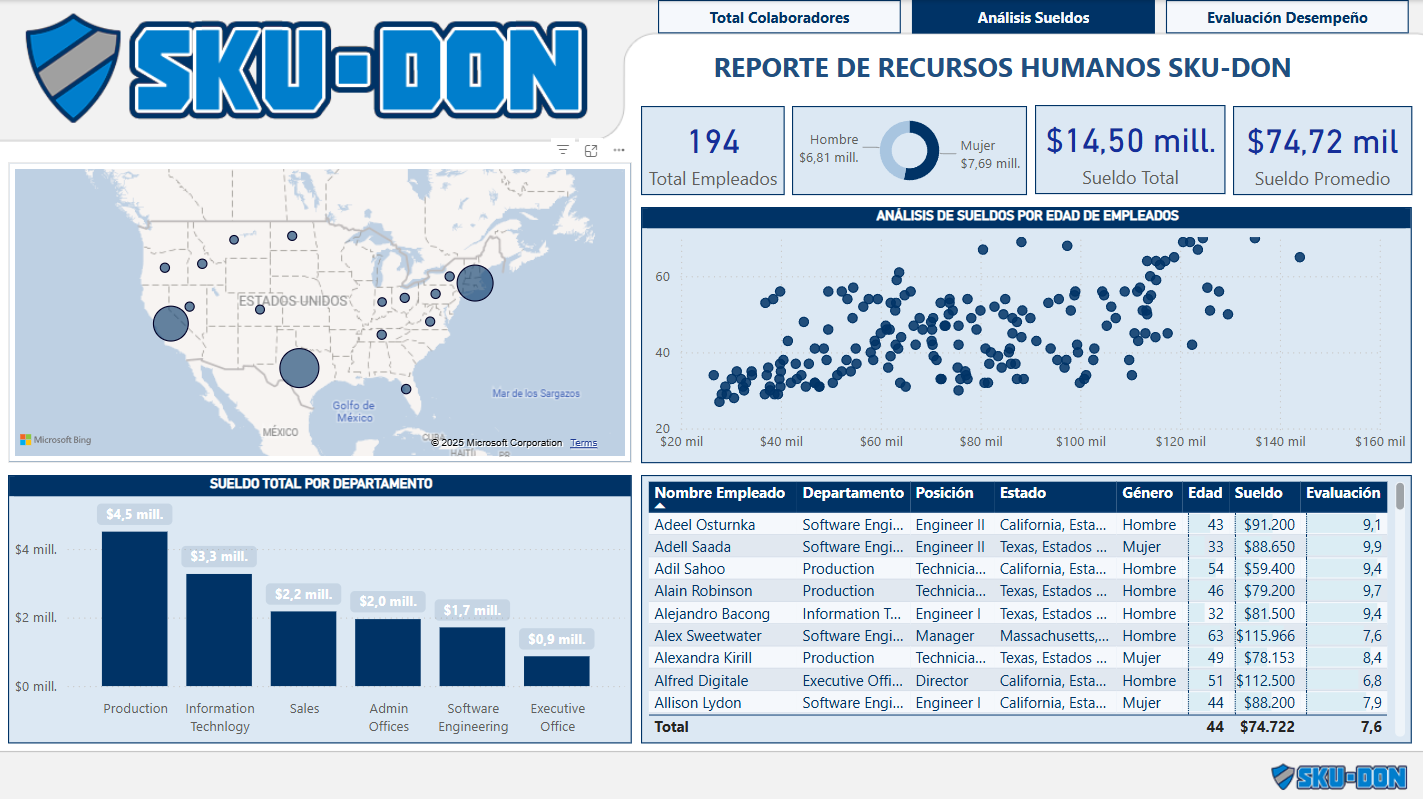 SKU-DON
Total Colaboradores
Análisis Sueldos
Evaluación Desempeño
REPORTE DE RECURSOS HUMANOS SKU-DON
194
Total Empleados
Hombre
$6,81 mill.
Mujer
$7,69 mill.
$14,50 mill.
Sueldo Total
$74,72 mil
Sueldo Promedio
ESTADOS UNIDOS
Golfo de
México
Mar de los Sargazos
MÉXICO
CUBA
HAITÍ
PR
Microsoft Bing
© 2025 Microsoft Corporation Terms
ANÁLISIS DE SUELDOS POR EDAD DE EMPLEADOS
60
40
20
$20 mil $40 mil $60 mil $80 mil $100 mil $120 mil $140 mil $160 mil
SUELDO TOTAL POR DEPARTAMENTO
$4 mill.
$2 mill.
$0 mill.
$4,5 mill.
$3,3 mill.
$2,2 mill.
$2,0 mill.
$1,7 mill.
$0,9 mill.
Production
Information
Technlogy
Sales
Admin
Offices
Software
Engineering
Executive
Office
Nombre Empleado Departamento Posición Estado Género Edad Sueldo Evaluación
Adeel Osturnka Software Engi... Engineer II California, Esta... Hombre 43 $91.200 9,1
Adell Saada Software Engi... Engineer II Texas, Estados ... Mujer 33 $88.650 9,9
Adil Sahoo Production Technicia... California, Esta... Hombre 54 $59.400 9,4
Alain Robinson Production Technicia... Texas, Estados ... Hombre 46 $79.200 9,7
Alejandro Bacong Information T... Engineer I Texas, Estados ... Hombre 32 $81.500 9,4
Alex Sweetwater Software Engi... Manager Massachusetts,... Hombre 63 $115.966 7,6
Alexandra Kirill Production Technicia... Texas, Estados ... Mujer 49 $78.153 8,4
Alfred Digitale Executive Offi... Director California, Esta... Hombre 51 $112.500 6,8
Allison Lydon Software Engi... Engineer I California, Esta... Mujer 44 $88.200 7,9
Total 44 $74.722 7,6
SKU-DON